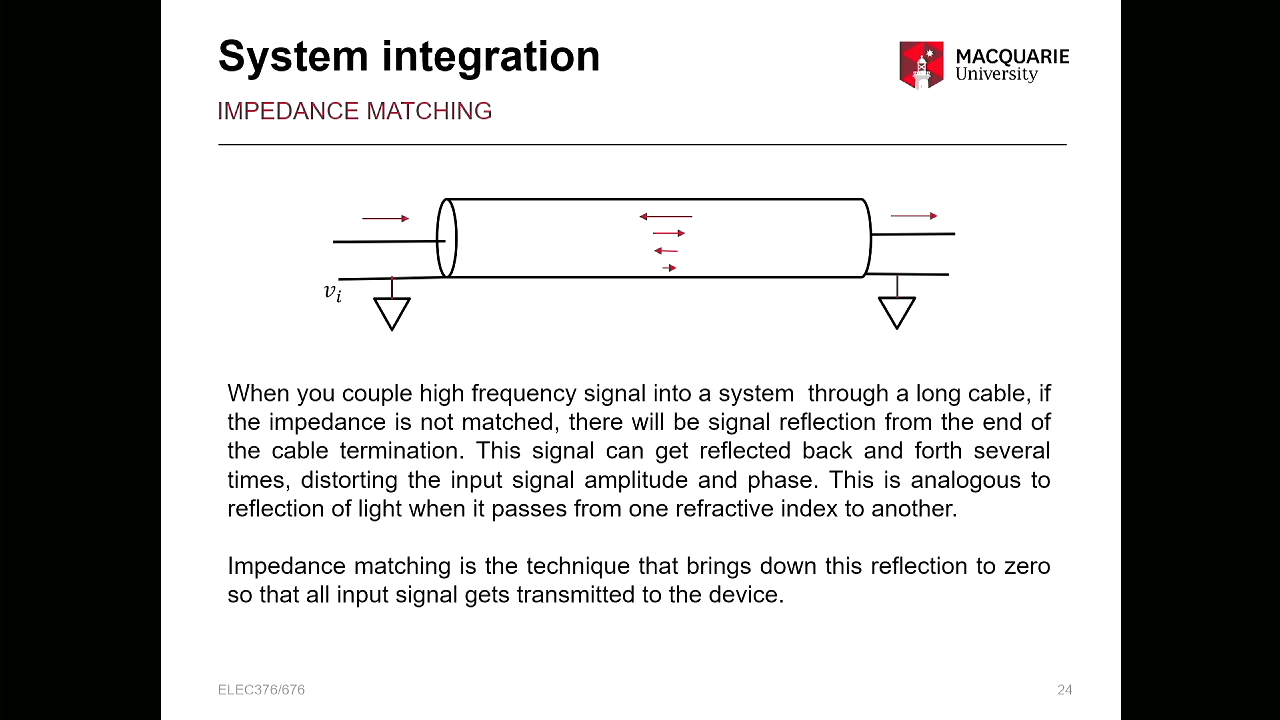 System integration
MACQUARIE
University
IMPEDANCE MATCHING
v_i
When you couple high frequency signal into a system through a long cable, if
the impedance is not matched, there will be signal reflection from the end of
the cable termination. This signal can get reflected back and forth several
times, distorting the input signal amplitude and phase. This is analogous to
reflection of light when it passes from one refractive index to another.
Impedance matching is the technique that brings down this reflection to zero
so that all input signal gets transmitted to the device.
ELEC376/676
24